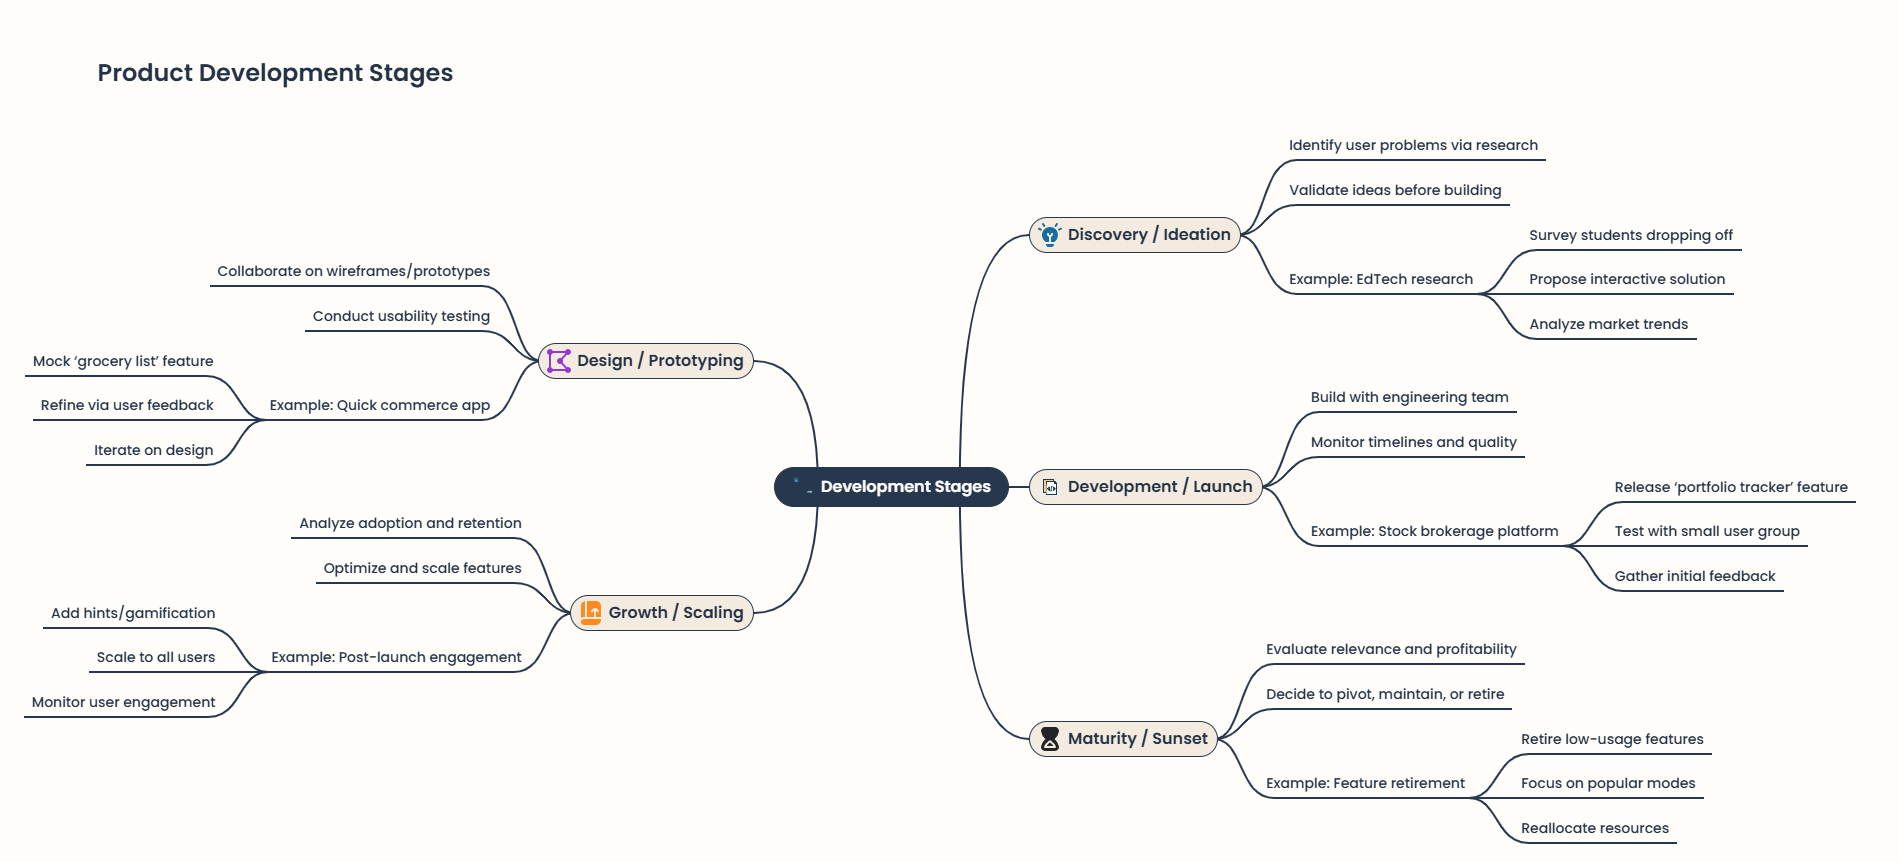 Product Development Stages
Development Stages
Discovery / Ideation
Identify user problems via research
Validate ideas before building
Example: EdTech research
Survey students dropping off
Propose interactive solution
Analyze market trends
Design / Prototyping
Collaborate on wireframes/prototypes
Conduct usability testing
Example: Quick commerce app
Mock ‘grocery list’ feature
Refine via user feedback
Iterate on design
Development / Launch
Build with engineering team
Monitor timelines and quality
Example: Stock brokerage platform
Release ‘portfolio tracker’ feature
Test with small user group
Gather initial feedback
Growth / Scaling
Analyze adoption and retention
Optimize and scale features
Example: Post-launch engagement
Add hints/gamification
Scale to all users
Monitor user engagement
Maturity / Sunset
Evaluate relevance and profitability
Decide to pivot, maintain, or retire
Example: Feature retirement
Retire low-usage features
Focus on popular modes
Reallocate resources